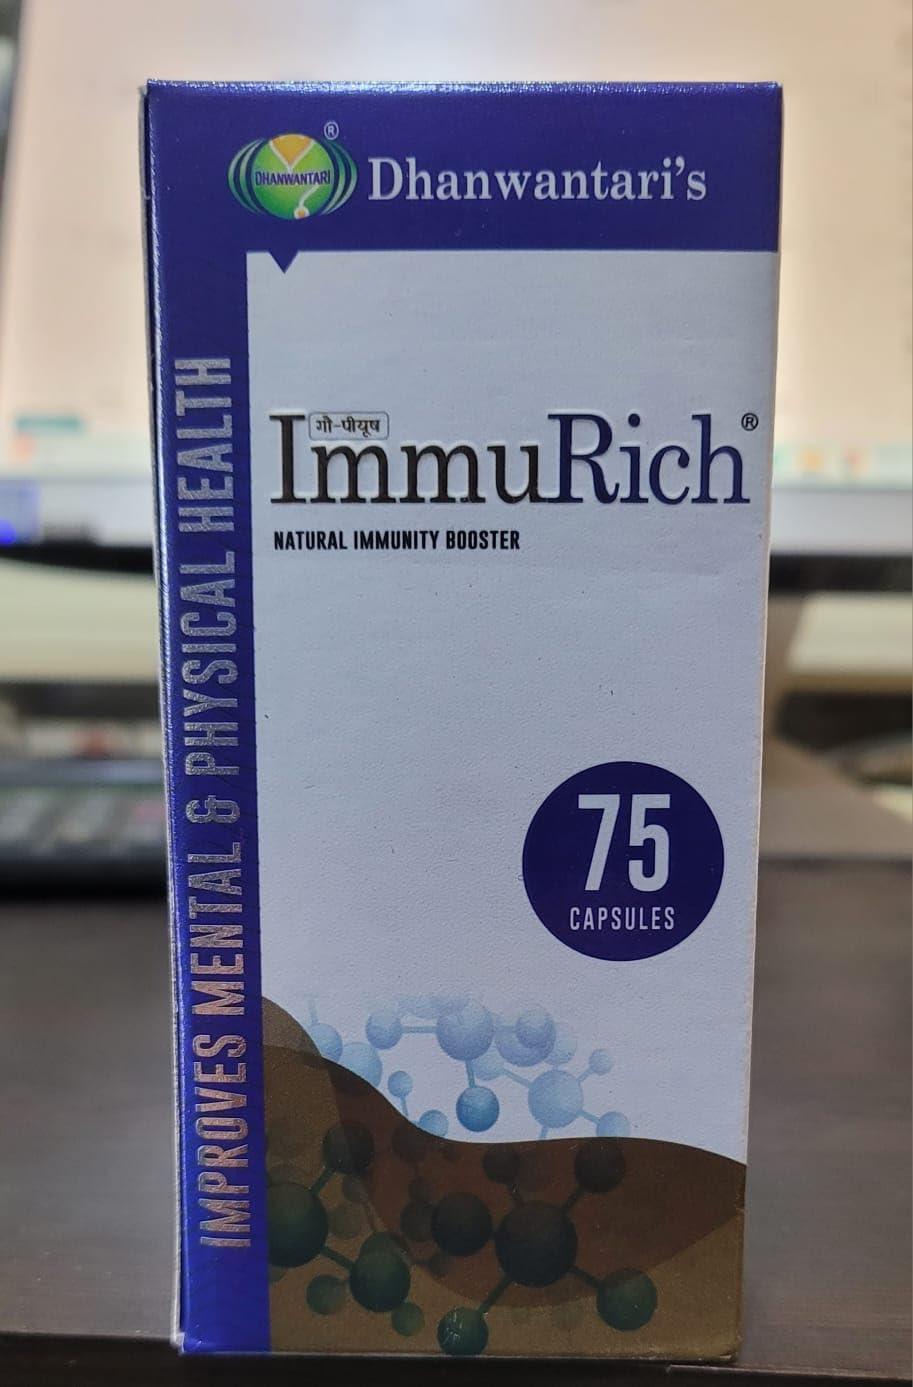 DHANWANTARI
®
Dhanwantari's
गौ-पीयूष
ImmuRich®
NATURAL IMMUNITY BOOSTER
75
CAPSULES
IMPROVES MENTAL & PHYSICAL HEALTH